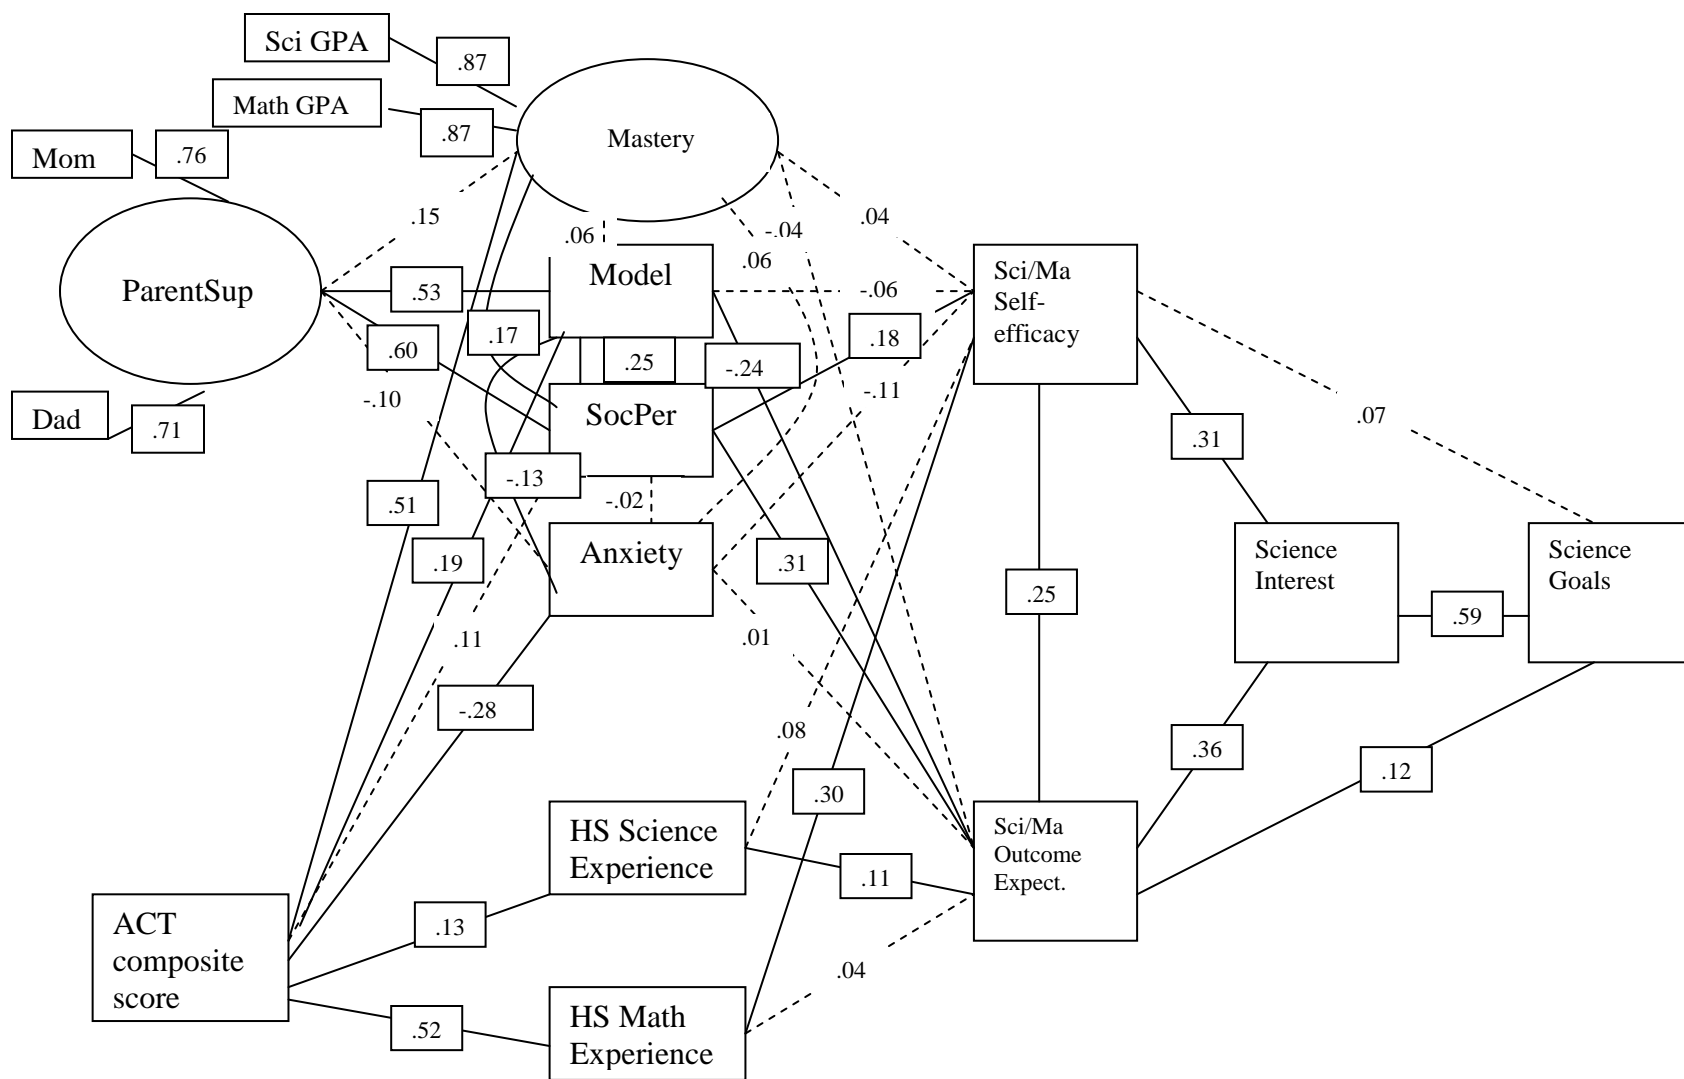 Sci GPA
.87
Math GPA
.87
Mastery
Mom
.76
.15
.04
.06
-.04
.06
ParentSup
Model
Sci/Ma
Self-
efficacy
.53
-.06
.17
.18
.60
.25
-.24
-.10
-.11
SocPer
Dad
.71
.07
.31
-.13
.51
-.02
Anxiety
.19
.31
.25
Science
Interest
.59
Science
Goals
.11
.01
-.28
.08
.36
.12
.30
HS Science
Experience
Sci/Ma
Outcome
Expect.
.11
ACT
composite
score
.13
.04
.52
HS Math
Experience